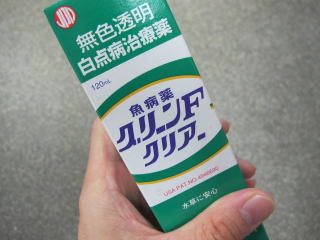 JUN
無色透明
白点病治療薬
120mL
魚病薬
グリーンF
クリアー
水草に安心